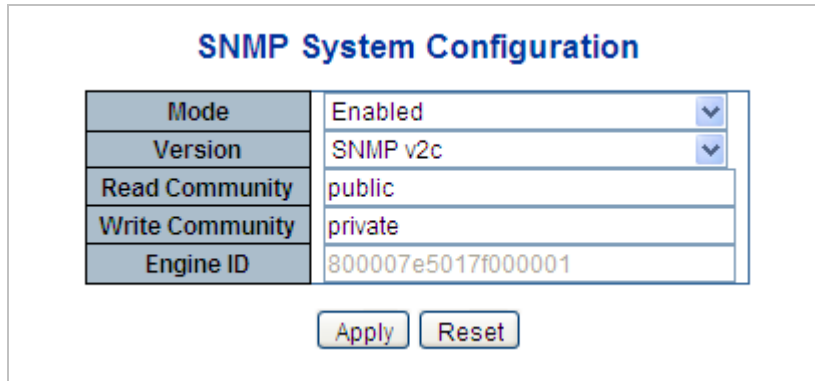 SNMP System Configuration
Mode Enabled
Version SNMP v2c
Read Community public
Write Community private
Engine ID 800007e5017f000001
Apply Reset